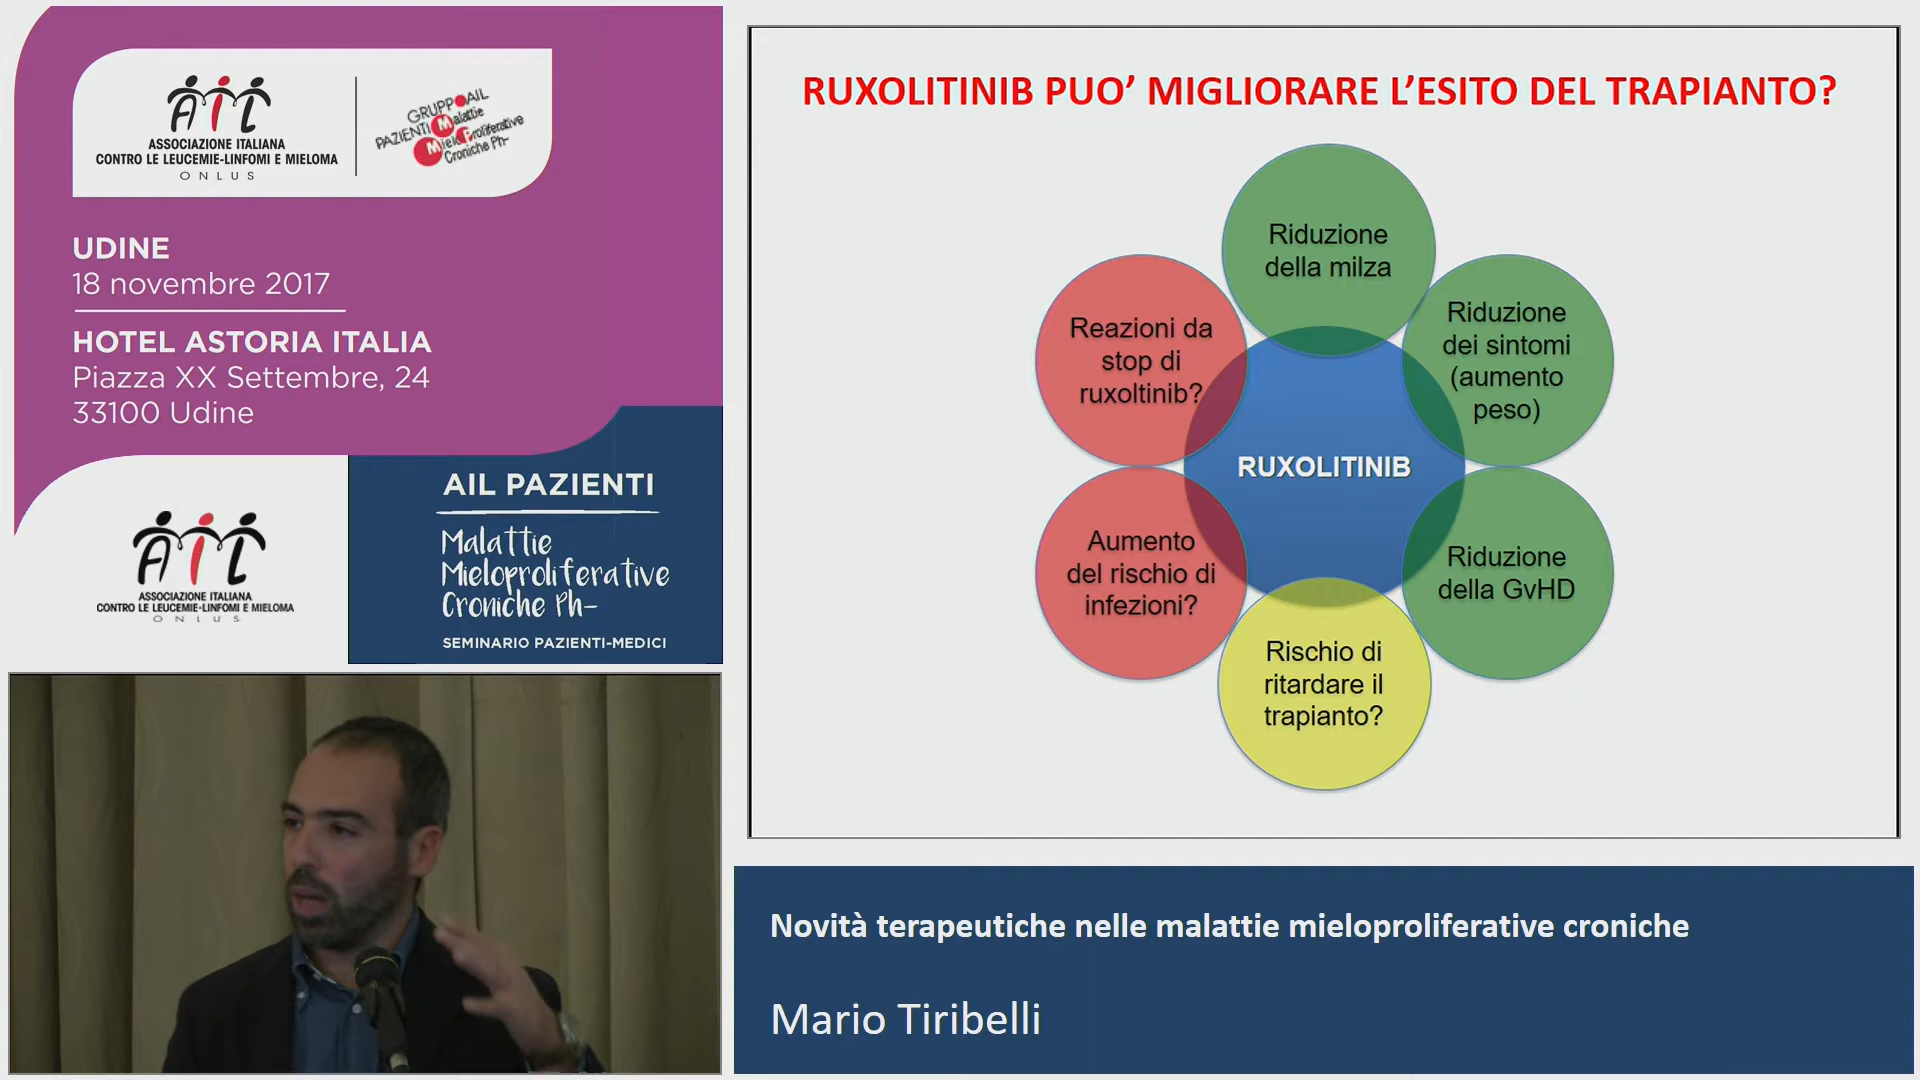 AIL
ASSOCIAZIONE ITALIANA
CONTRO LE LEUCEMIE-LINFOMI E MIELOMA
ONLUS
GRUPPO AIL
PAZIENTI Malattie
MieloProliferative
Croniche Ph-
UDINE
18 novembre 2017
HOTEL ASTORIA ITALIA
Piazza XX Settembre, 24
33100 Udine
AIL
ASSOCIAZIONE ITALIANA
CONTRO LE LEUCEMIE-LINFOMI E MIELOMA
ONLUS
AIL PAZIENTI
Malattie
Mieloproliferative
Croniche Ph-
SEMINARIO PAZIENTI-MEDICI
RUXOLITINIB PUO’ MIGLIORARE L’ESITO DEL TRAPIANTO?
Riduzione
della milza
Riduzione
dei sintomi
(aumento
peso)
Riduzione
della GvHD
Rischio di
ritardare il
trapianto?
Aumento
del rischio di
infezioni?
Reazioni da
stop di
ruxoltinib?
RUXOLITINIB
Novità terapeutiche nelle malattie mieloproliferative croniche
Mario Tiribelli